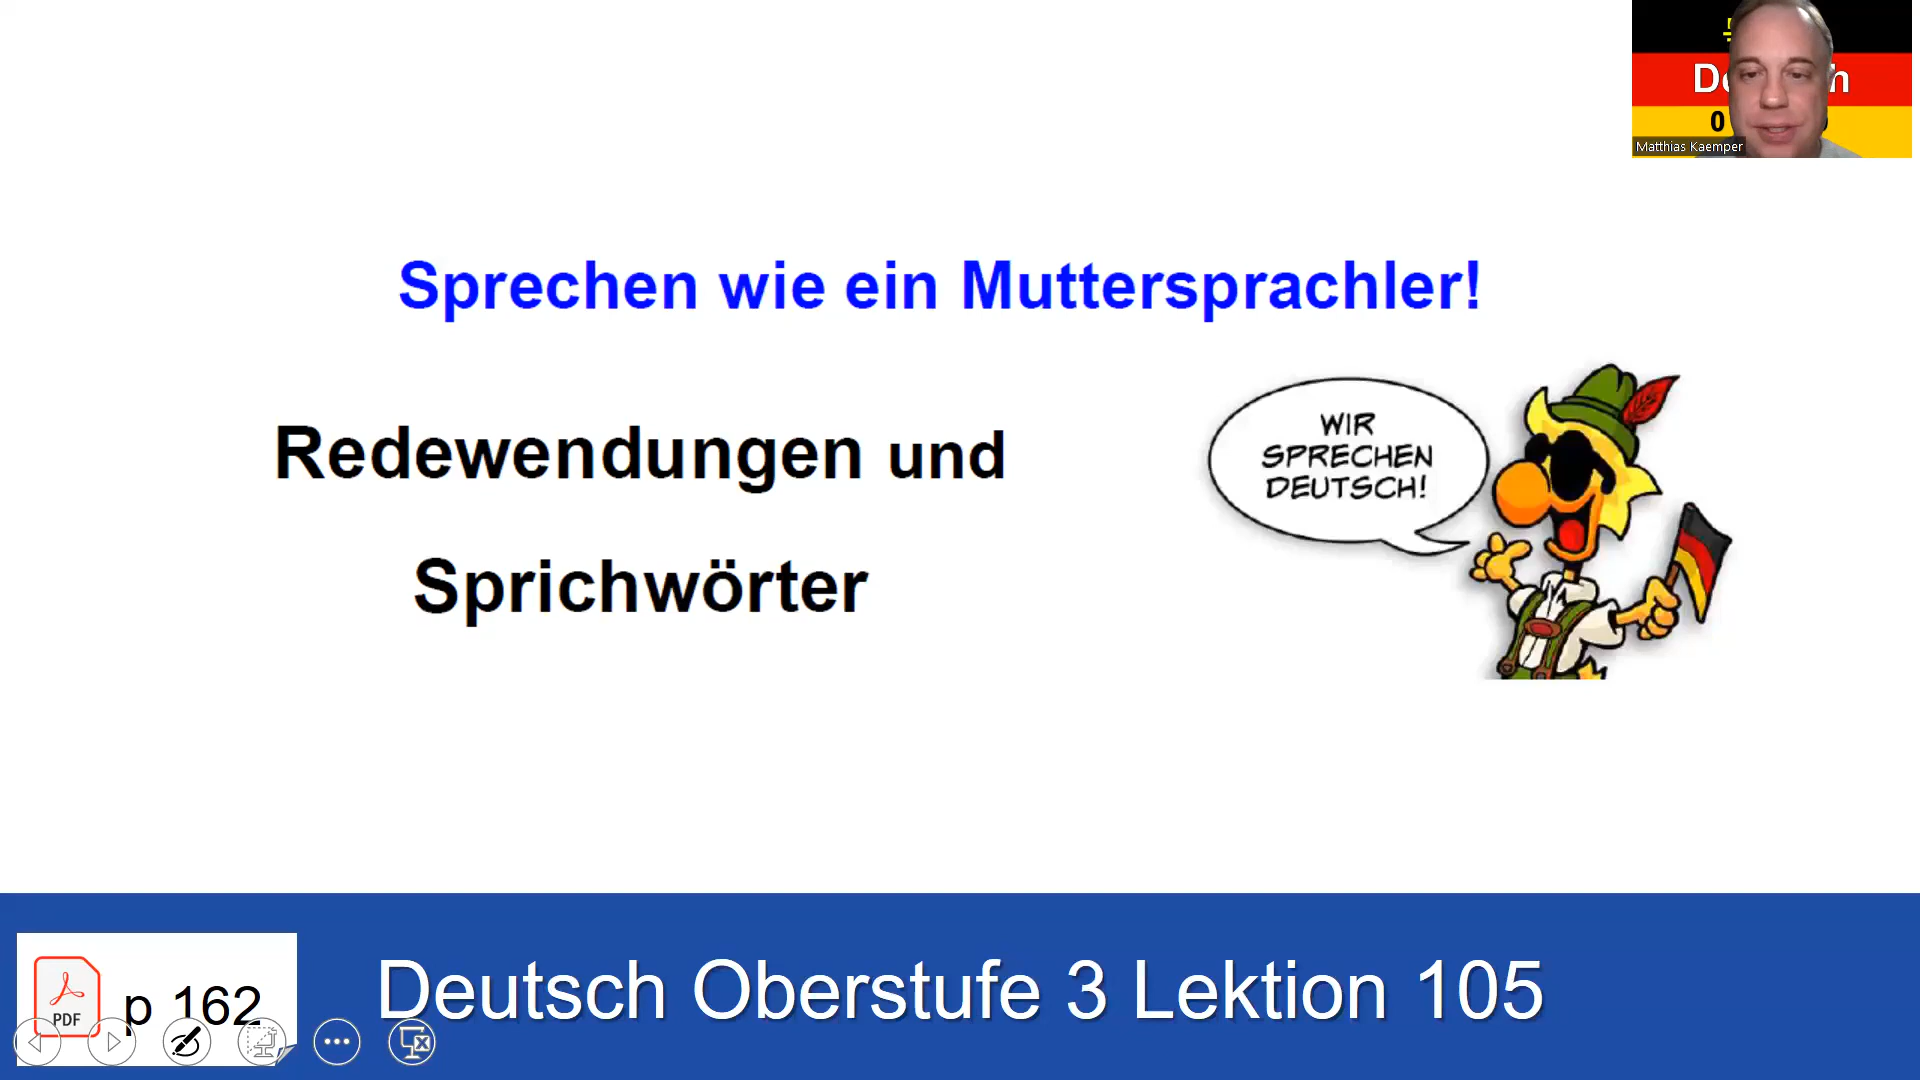 Matthias Kaemper
Sprechen wie ein Muttersprachler!
Redewendungen und
Sprichwörter
WIR
SPRECHEN
DEUTSCH!
PDF
p 162
Deutsch Oberstufe 3 Lektion 105